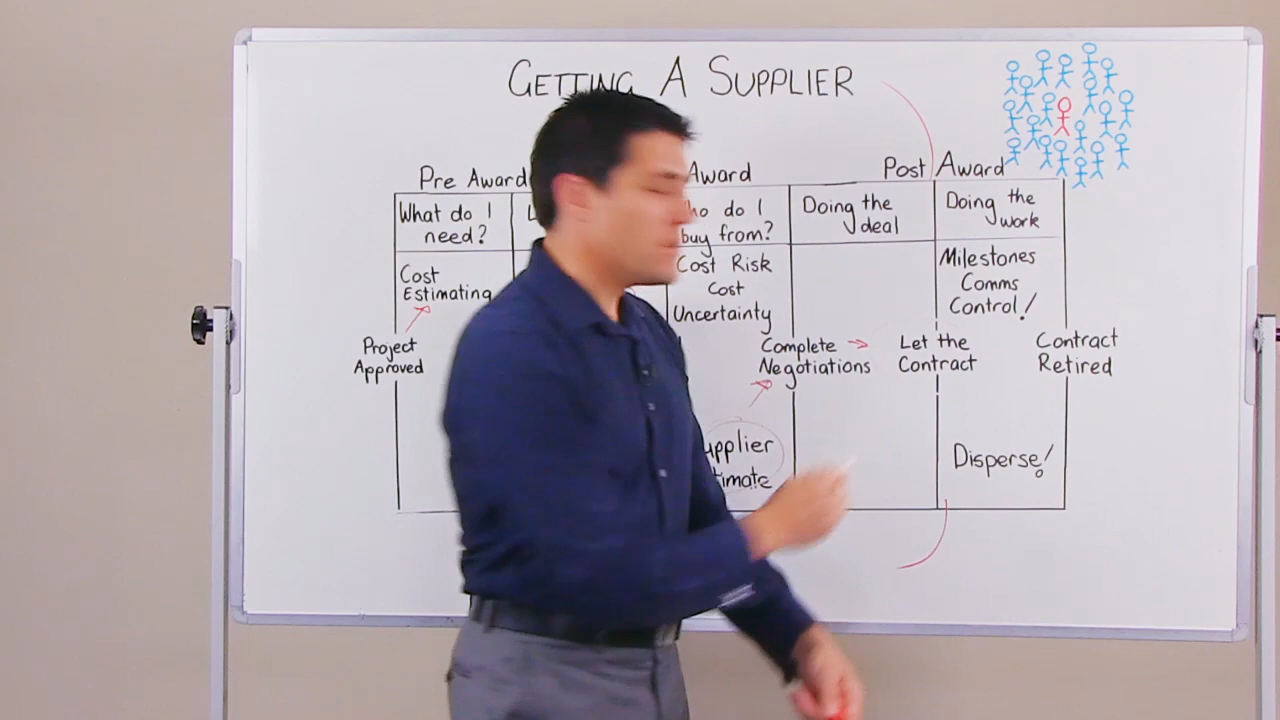 GETTING A SUPPLIER
Pre Award
Award
Post Award
What do I
need?
do I
buy from?
Doing the
deal
Doing the
work
Cost
Estimating
Cost Risk
Cost
Uncertainty
Milestones
Comms
Control!
Project
Approved
Complete
Negotiations
Let the
Contract
Contract
Retired
Disperse!